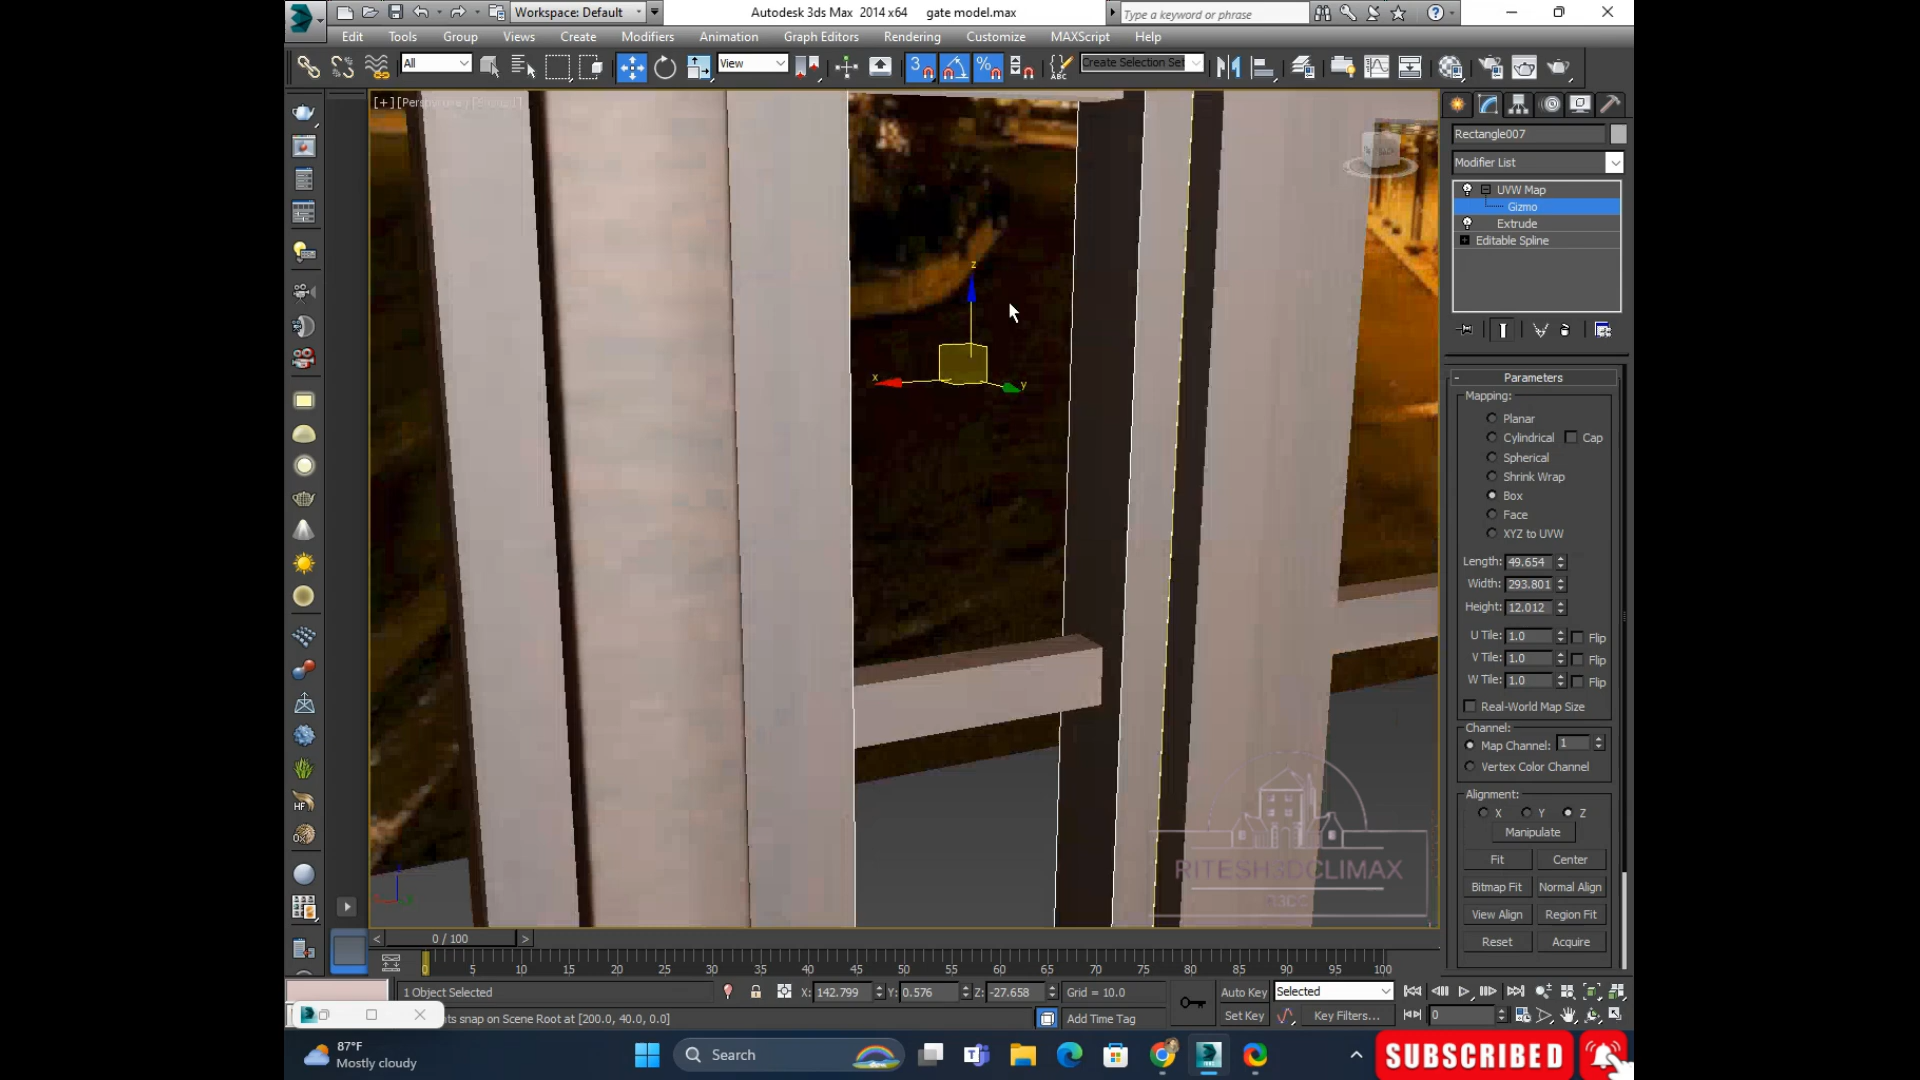 Workspace: Default
Autodesk 3ds Max 2014 x64 gate model.max
Type a keyword or phrase
Edit Tools Group Views Create Modifiers Animation Graph Editors Rendering Customize MAXScript Help
All
View
3
%
ABC
Create Selection Set
[+]
Rectangle007
Modifier List
UVW Map
Gizmo
Extrude
Editable Spline
z
x
y
Parameters
Mapping:
Planar
Cylindrical Cap
Spherical
Shrink Wrap
Box
Face
XYZ to UVW
Length: 49.654
Width: 293.801
Height: 12.012
U Tile: 1.0 Flip
V Tile: 1.0 Flip
W Tile: 1.0 Flip
Real-World Map Size
Channel:
Map Channel: 1
Vertex Color Channel
Alignment:
X Y Z
Manipulate
Fit Center
Bitmap Fit Normal Align
View Align Region Fit
Reset Acquire
RITESH3DCLIMAX
HF
0 / 100
0 5 10 15 20 25 30 35 40 45 50 55 60 65 70 75 80 85 90 95 100
1 Object Selected
X: 142.799 Y: 0.576 Z: -27.658 Grid = 10.0
Auto Key Selected
snap on Scene Root at [200.0, 40.0, 0.0]
Add Time Tag
Set Key Key Filters...
0
87°F
Mostly cloudy
Search
SUBSCRIBED